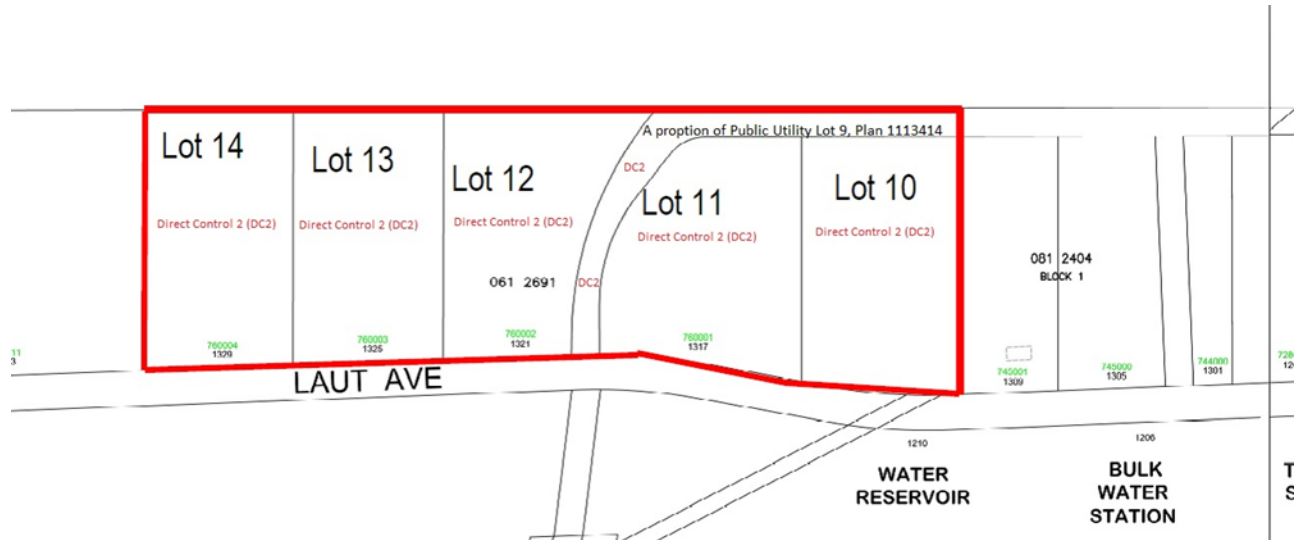 A proption of Public Utility Lot 9, Plan 1113414
Lot 14
Lot 13
Lot 12
Lot 11
Lot 10
DC2
Direct Control 2 (DC2)
Direct Control 2 (DC2)
Direct Control 2 (DC2)
Direct Control 2 (DC2)
Direct Control 2 (DC2)
061 2691
DC2
081 2404
BLOCK 1
11
3
760004
1329
760003
1325
760002
1321
760001
1317
745001
1309
745000
1305
744000
1301
LAUT AVE
1210
1206
WATER
RESERVOIR
BULK
WATER
STATION